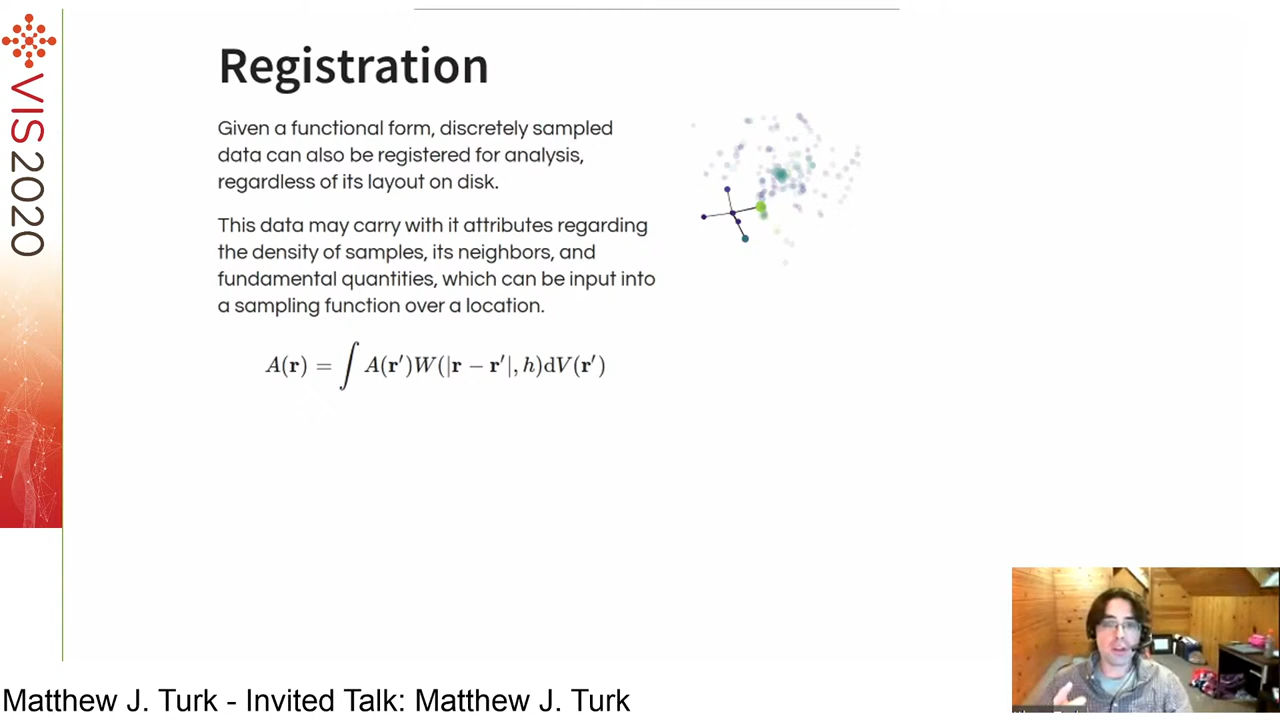 VIS2020
Registration
Given a functional form, discretely sampled
data can also be registered for analysis,
regardless of its layout on disk.
This data may carry with it attributes regarding
the density of samples, its neighbors, and
fundamental quantities, which can be input into
a sampling function over a location.
A(r) = ∫ A(r′)W(|r − r′|, h)dV(r′)
Matthew J. Turk - Invited Talk: Matthew J. Turk